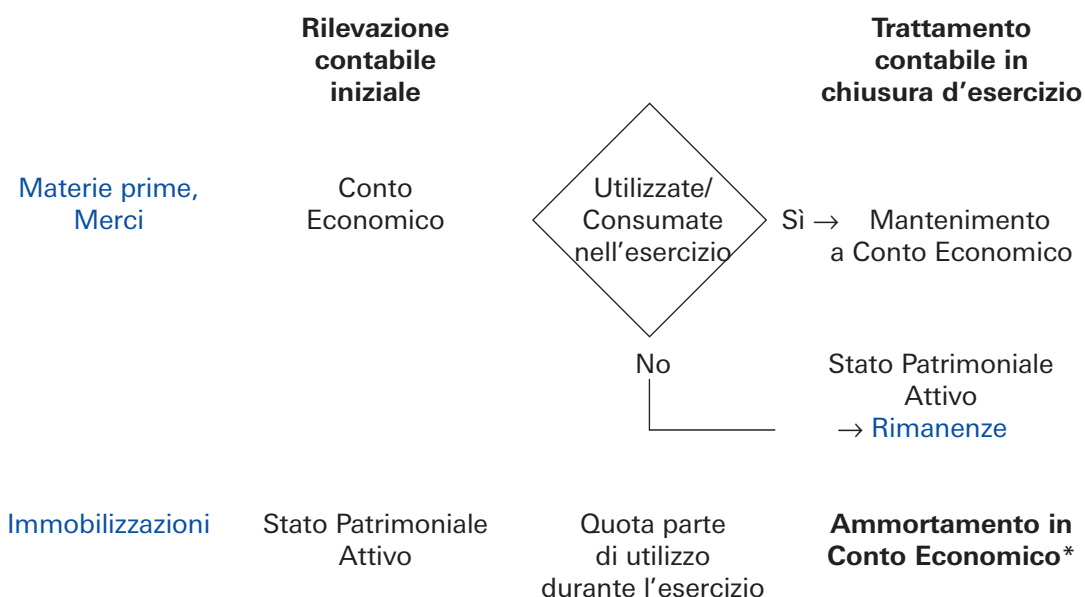 Rilevazione
contabile
iniziale
Trattamento
contabile in
chiusura d'esercizio
Materie prime,
Merci
Conto
Economico
Utilizzate/
Consumate
nell'esercizio
Sì → Mantenimento
a Conto Economico
No
Stato Patrimoniale
Attivo
→ Rimanenze
Immobilizzazioni
Stato Patrimoniale
Attivo
Quota parte
di utilizzo
durante l'esercizio
Ammortamento in
Conto Economico*